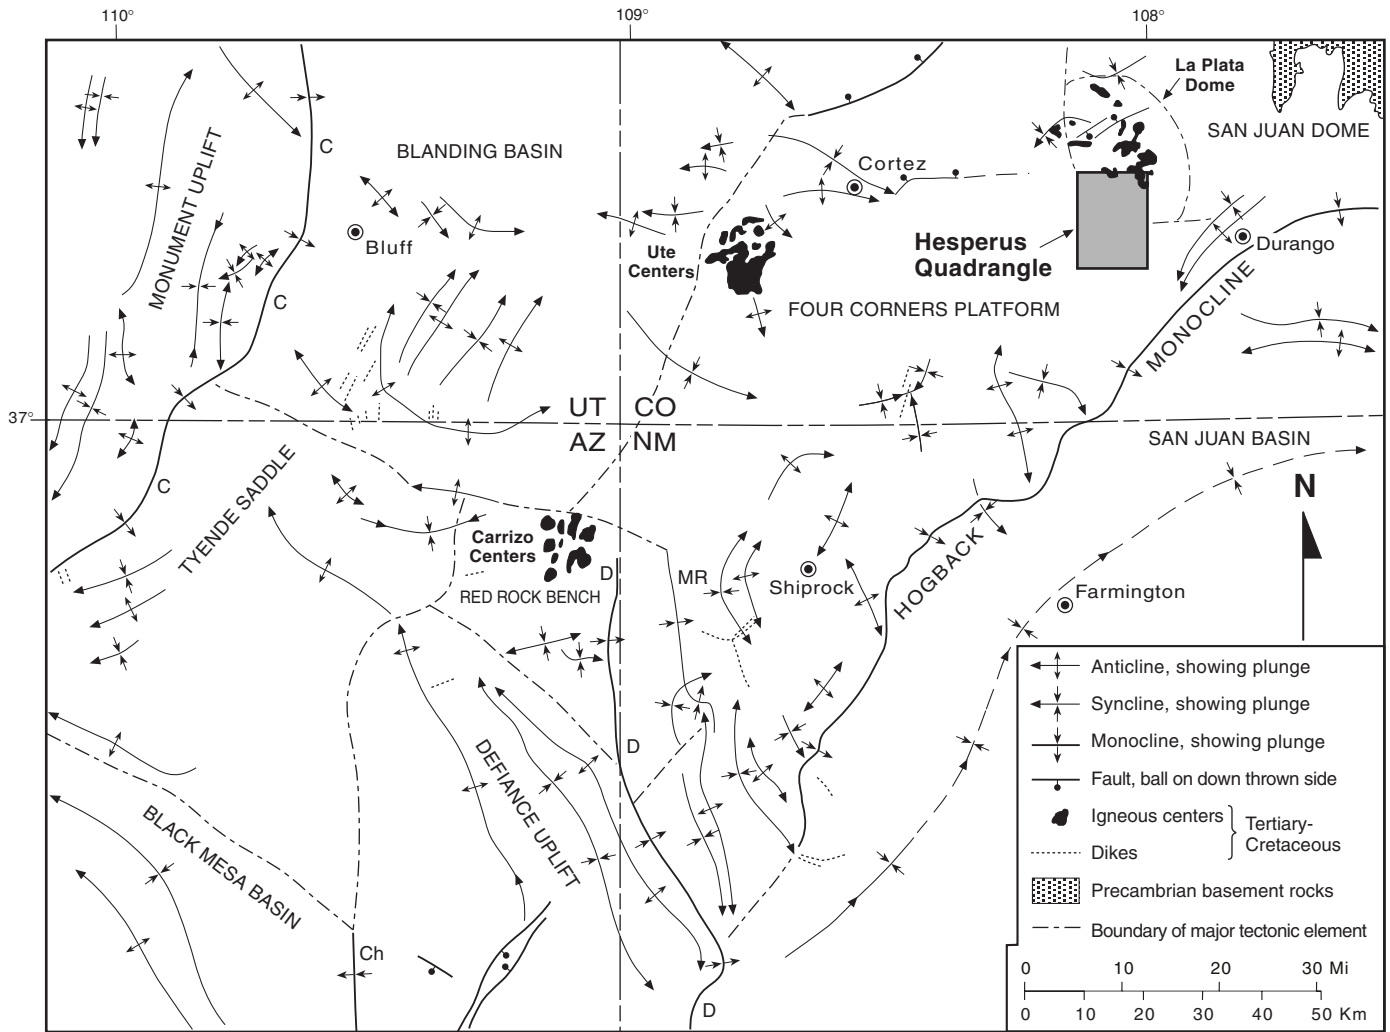 110°
109°
108°
La Plata
Dome
SAN JUAN DOME
MONUMENT UPLIFT
C
BLANDING BASIN
Cortez
Bluff
Ute
Centers
Hesperus
Quadrangle
Durango
C
FOUR CORNERS PLATFORM
MONOCLINE
37°
UT
CO
AZ
NM
SAN JUAN BASIN
C
TYENDE SADDLE
N
Carrizo
Centers
D
MR
Shiprock
HOGBACK
RED ROCK BENCH
Farmington
D
DEFIANCE UPLIFT
BLACK MESA BASIN
Ch
D
Anticline, showing plunge
Syncline, showing plunge
Monocline, showing plunge
Fault, ball on down thrown side
Igneous centers
Dikes
Tertiary-
Cretaceous
Precambrian basement rocks
Boundary of major tectonic element
0 10 20 30 Mi
0 10 20 30 40 50 Km